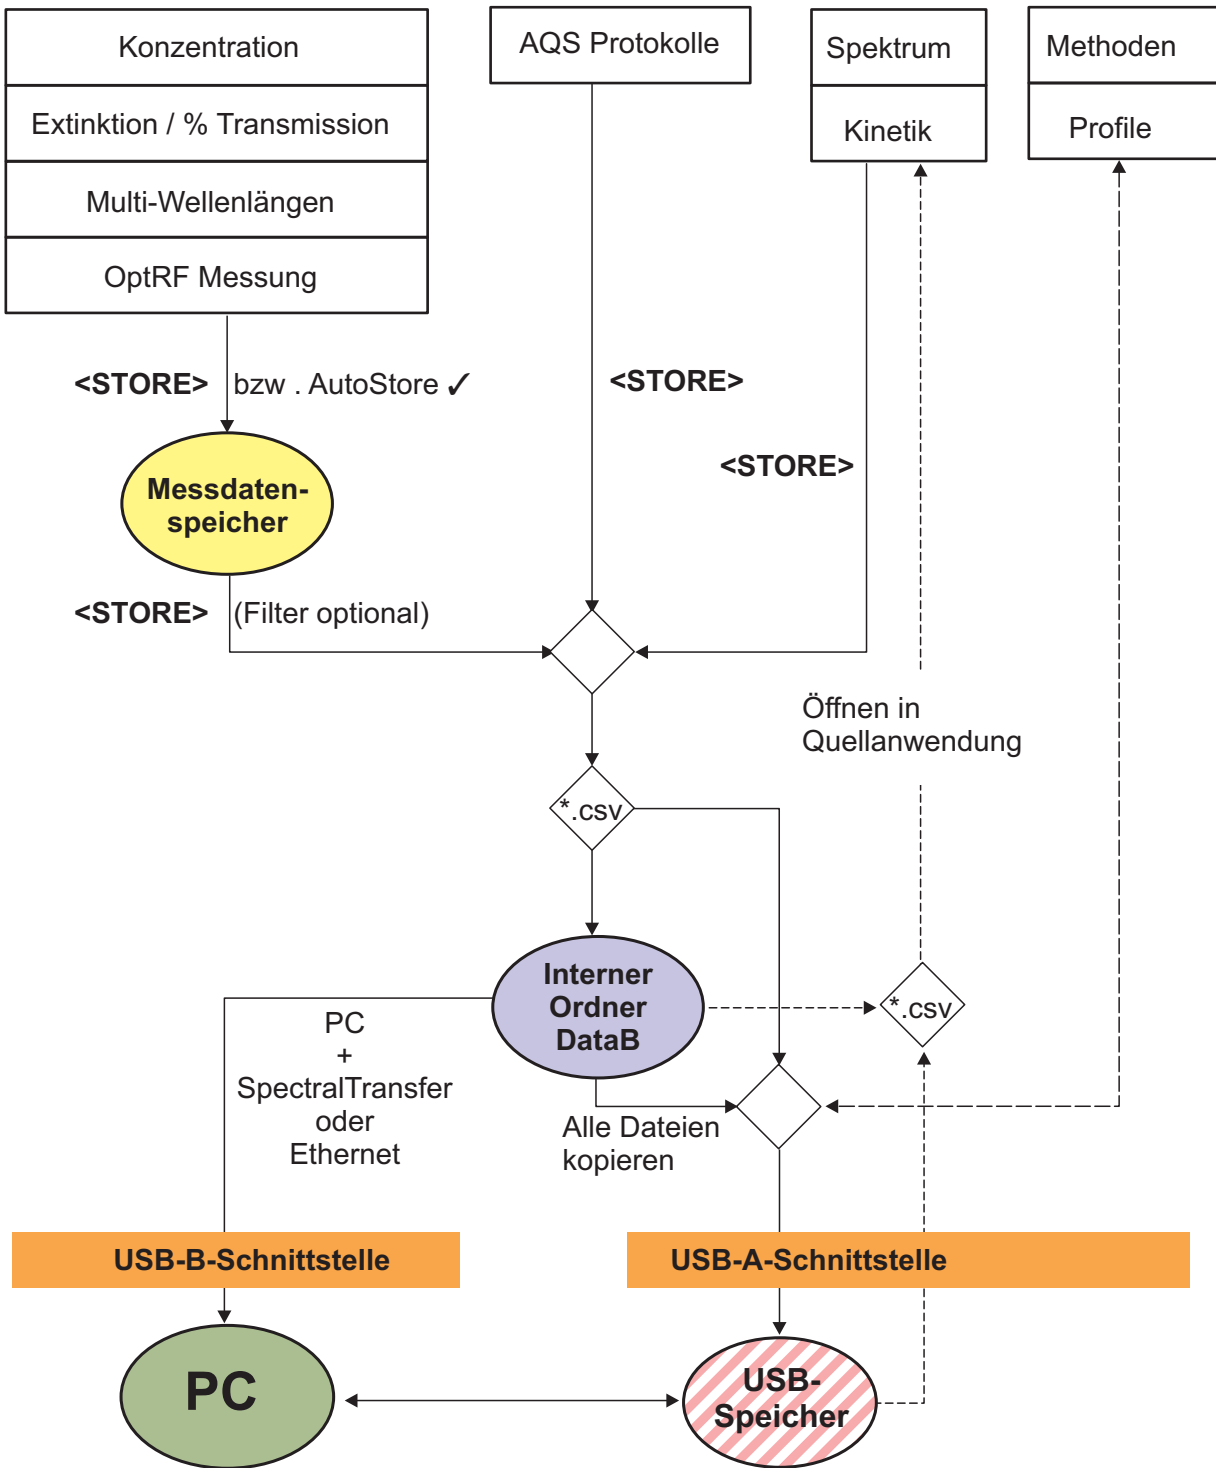 Konzentration
Extinktion / % Transmission
Multi-Wellenlängen
OptRF Messung
AQS Protokolle
Spektrum
Kinetik
Methoden
Profile
<STORE> bzw . AutoStore ✓
<STORE>
<STORE>
Messdaten-
speicher
<STORE> (Filter optional)
Öffnen in
Quellanwendung
*.csv
Interner
Ordner
DataB
*.csv
PC
+
SpectralTransfer
oder
Ethernet
Alle Dateien
kopieren
USB-B-Schnittstelle
USB-A-Schnittstelle
PC
USB-
Speicher